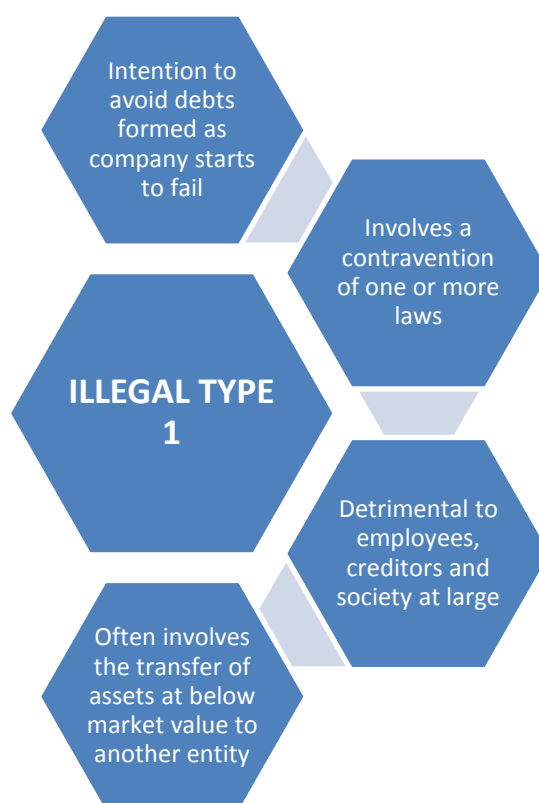 Intention to
avoid debts
formed as
company starts
to fail
Involves a
contravention
of one or more
laws
ILLEGAL TYPE
1
Detrimental to
employees,
creditors and
society at large
Often involves
the transfer of
assets at below
market value to
another entity